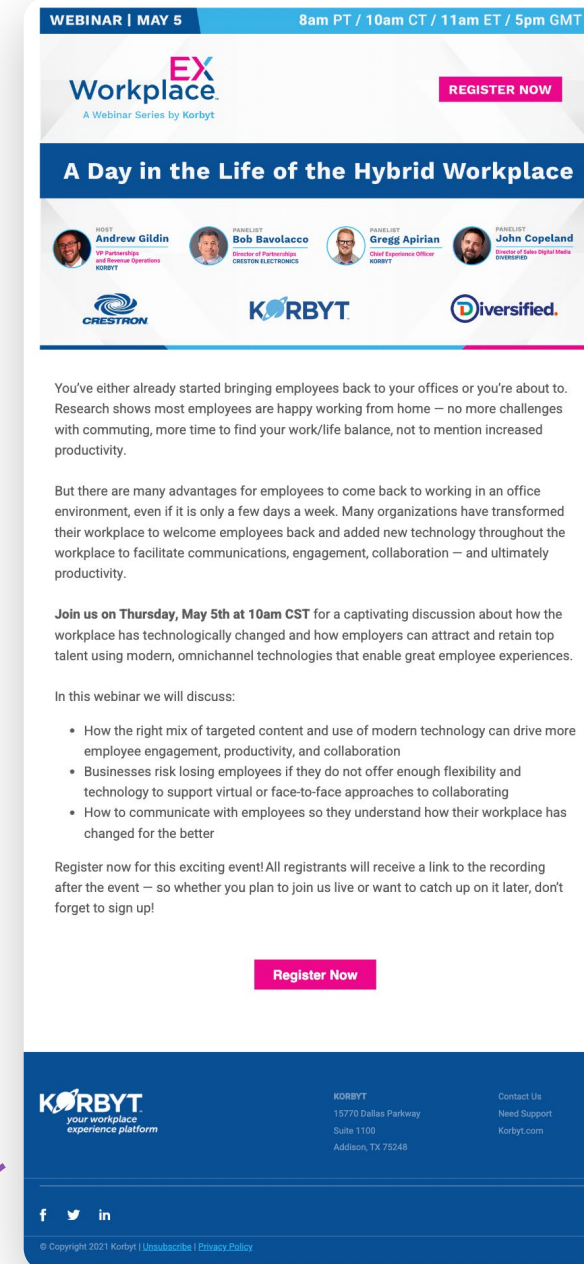 WEBINAR | MAY 5
8am PT / 10am CT / 11am ET / 5pm GMT
EX
Workplace
A Webinar Series by Korbyt
REGISTER NOW
A Day in the Life of the Hybrid Workplace
HOST
Andrew Gildin
VP Partnerships
and Revenue Operations
KORBYT
PANELIST
Bob Bavolacco
Director of Partnerships
CRESTON ELECTRONICS
PANELIST
Gregg Apirian
Chief Experience Officer
KORBYT
PANELIST
John Copeland
Director of Sales Digital Media
DIVERSIFIED
CRESTRON
KORBYT
Diversified.
You’ve either already started bringing employees back to your offices or you’re about to.
Research shows most employees are happy working from home — no more challenges
with commuting, more time to find your work/life balance, not to mention increased
productivity.
But there are many advantages for employees to come back to working in an office
environment, even if it is only a few days a week. Many organizations have transformed
their workplace to welcome employees back and added new technology throughout the
workplace to facilitate communications, engagement, collaboration — and ultimately
productivity.
Join us on Thursday, May 5th at 10am CST for a captivating discussion about how the
workplace has technologically changed and how employers can attract and retain top
talent using modern, omnichannel technologies that enable great employee experiences.
In this webinar we will discuss:
• How the right mix of targeted content and use of modern technology can drive more
employee engagement, productivity, and collaboration
• Businesses risk losing employees if they do not offer enough flexibility and
technology to support virtual or face-to-face approaches to collaborating
• How to communicate with employees so they understand how their workplace has
changed for the better
Register now for this exciting event! All registrants will receive a link to the recording
after the event — so whether you plan to join us live or want to catch up on it later, don’t
forget to sign up!
Register Now
KORBYT
your workplace
experience platform
KORBYT
15770 Dallas Parkway
Suite 1100
Addison, TX 75248
Contact Us
Need Support
Korbyt.com
f in
© Copyright 2021 Korbyt | Unsubscribe | Privacy Policy